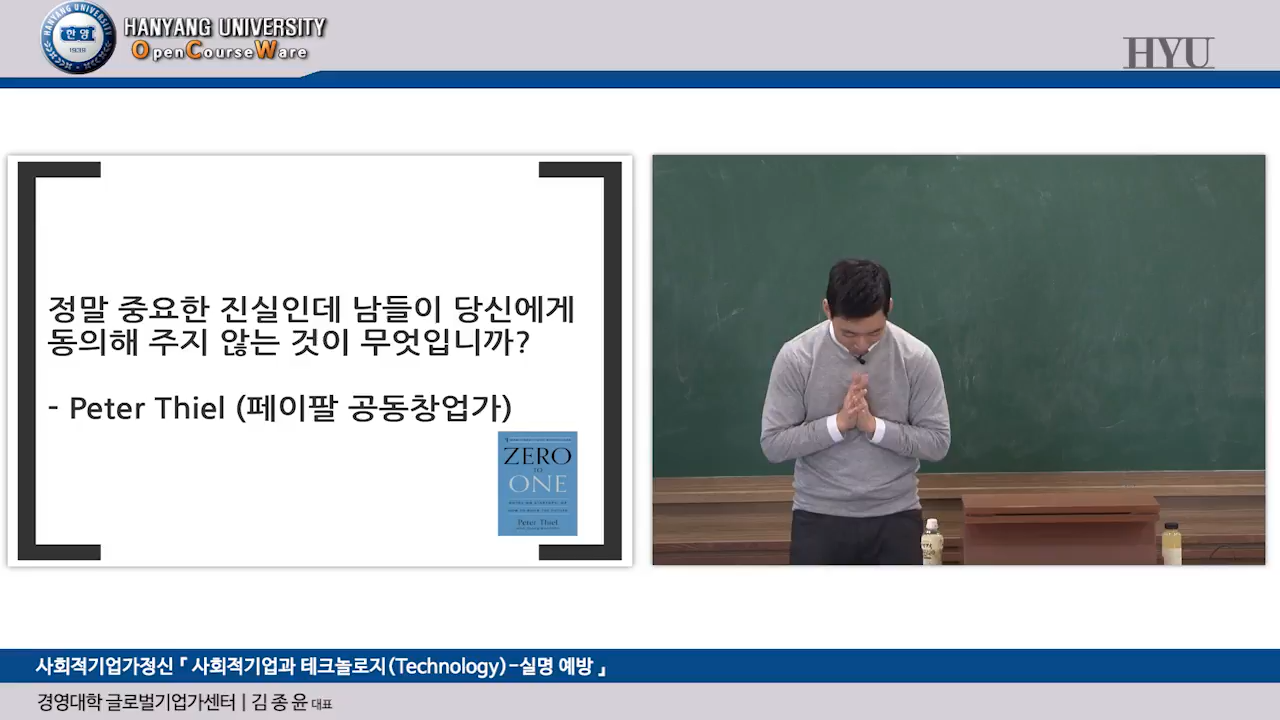 HANYANG UNIVERSITY
OpenCourseWare
한양
1939
HYU
정말 중요한 진실인데 남들이 당신에게
동의해 주지 않는 것이 무엇입니까?
- Peter Thiel (페이팔 공동창업가)
ZERO
TO
ONE
Peter Thiel
사회적기업가정신 『 사회적기업과 테크놀로지(Technology)-실명 예방 』
경영대학 글로벌기업가센터 | 김 종 윤 대표